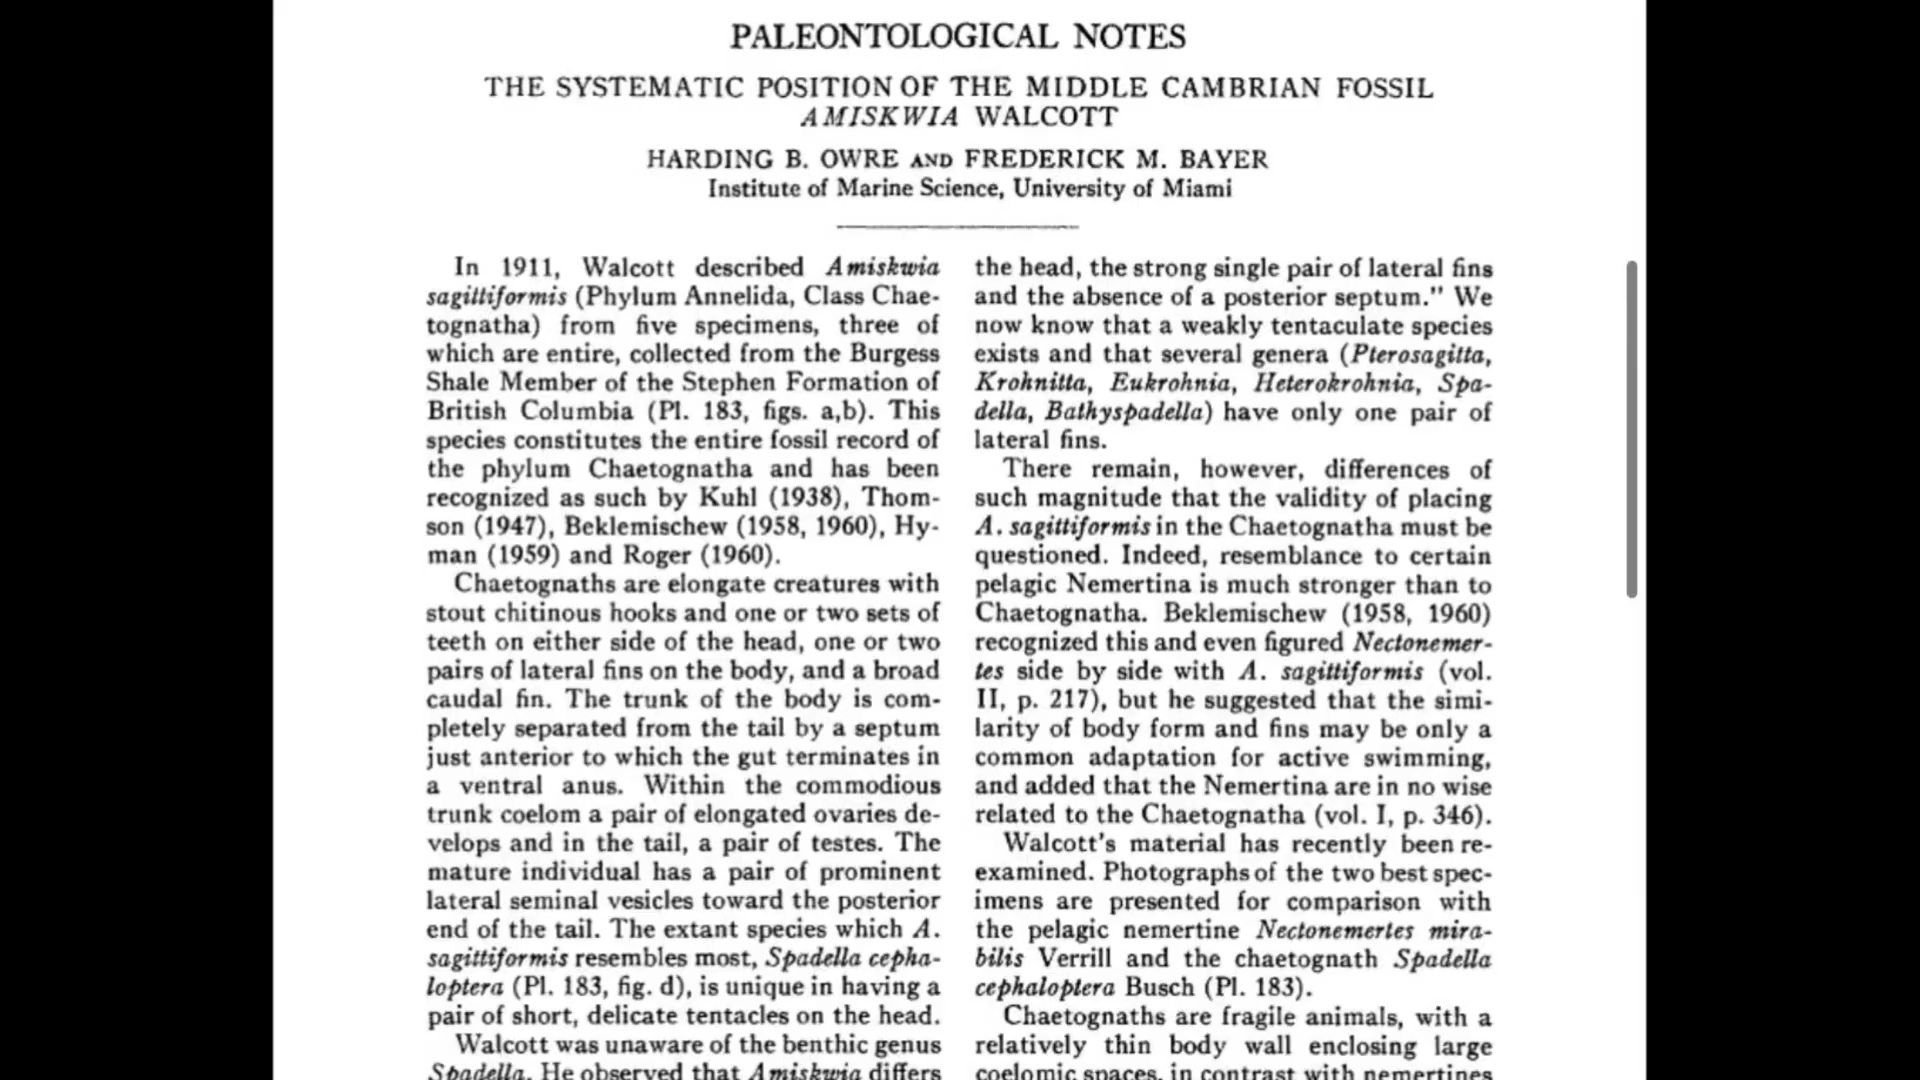 PALEONTOLOGICAL NOTES
THE SYSTEMATIC POSITION OF THE MIDDLE CAMBRIAN FOSSIL
AMISKWIA WALCOTT
HARDING B. OWRE AND FREDERICK M. BAYER
Institute of Marine Science, University of Miami
In 1911, Walcott described Amiskwia
sagittiformis (Phylum Annelida, Class Chae-
tognatha) from five specimens, three of
which are entire, collected from the Burgess
Shale Member of the Stephen Formation of
British Columbia (Pl. 183, figs. a,b). This
species constitutes the entire fossil record of
the phylum Chaetognatha and has been
recognized as such by Kuhl (1938), Thom-
son (1947), Beklemischew (1958, 1960), Hy-
man (1959) and Roger (1960).
Chaetognaths are elongate creatures with
stout chitinous hooks and one or two sets of
teeth on either side of the head, one or two
pairs of lateral fins on the body, and a broad
caudal fin. The trunk of the body is com-
pletely separated from the tail by a septum
just anterior to which the gut terminates in
a ventral anus. Within the commodious
trunk coelom a pair of elongated ovaries de-
velops and in the tail, a pair of testes. The
mature individual has a pair of prominent
lateral seminal vesicles toward the posterior
end of the tail. The extant species which A.
sagittiformis resembles most, Spadella cepha-
loptera (Pl. 183, fig. d), is unique in having a
pair of short, delicate tentacles on the head.
Walcott was unaware of the benthic genus
Spadella. He observed that Amiskwia differs
the head, the strong single pair of lateral fins
and the absence of a posterior septum." We
now know that a weakly tentaculate species
exists and that several genera (Pterosagitta,
Krohnitta, Eukrohnia, Heterokrohnia, Spa-
della, Bathyspadella) have only one pair of
lateral fins.
There remain, however, differences of
such magnitude that the validity of placing
A. sagittiformis in the Chaetognatha must be
questioned. Indeed, resemblance to certain
pelagic Nemertina is much stronger than to
Chaetognatha. Beklemischew (1958, 1960)
recognized this and even figured Nectonemer-
tes side by side with A. sagittiformis (vol.
II, p. 217), but he suggested that the simi-
larity of body form and fins may be only a
common adaptation for active swimming,
and added that the Nemertina are in no wise
related to the Chaetognatha (vol. I, p. 346).
Walcott's material has recently been re-
examined. Photographs of the two best spec-
imens are presented for comparison with
the pelagic nemertine Nectonemertes mira-
bilis Verrill and the chaetognath Spadella
cephaloptera Busch (Pl. 183).
Chaetognaths are fragile animals, with a
relatively thin body wall enclosing large
coelomic spaces, in contrast with nemertines